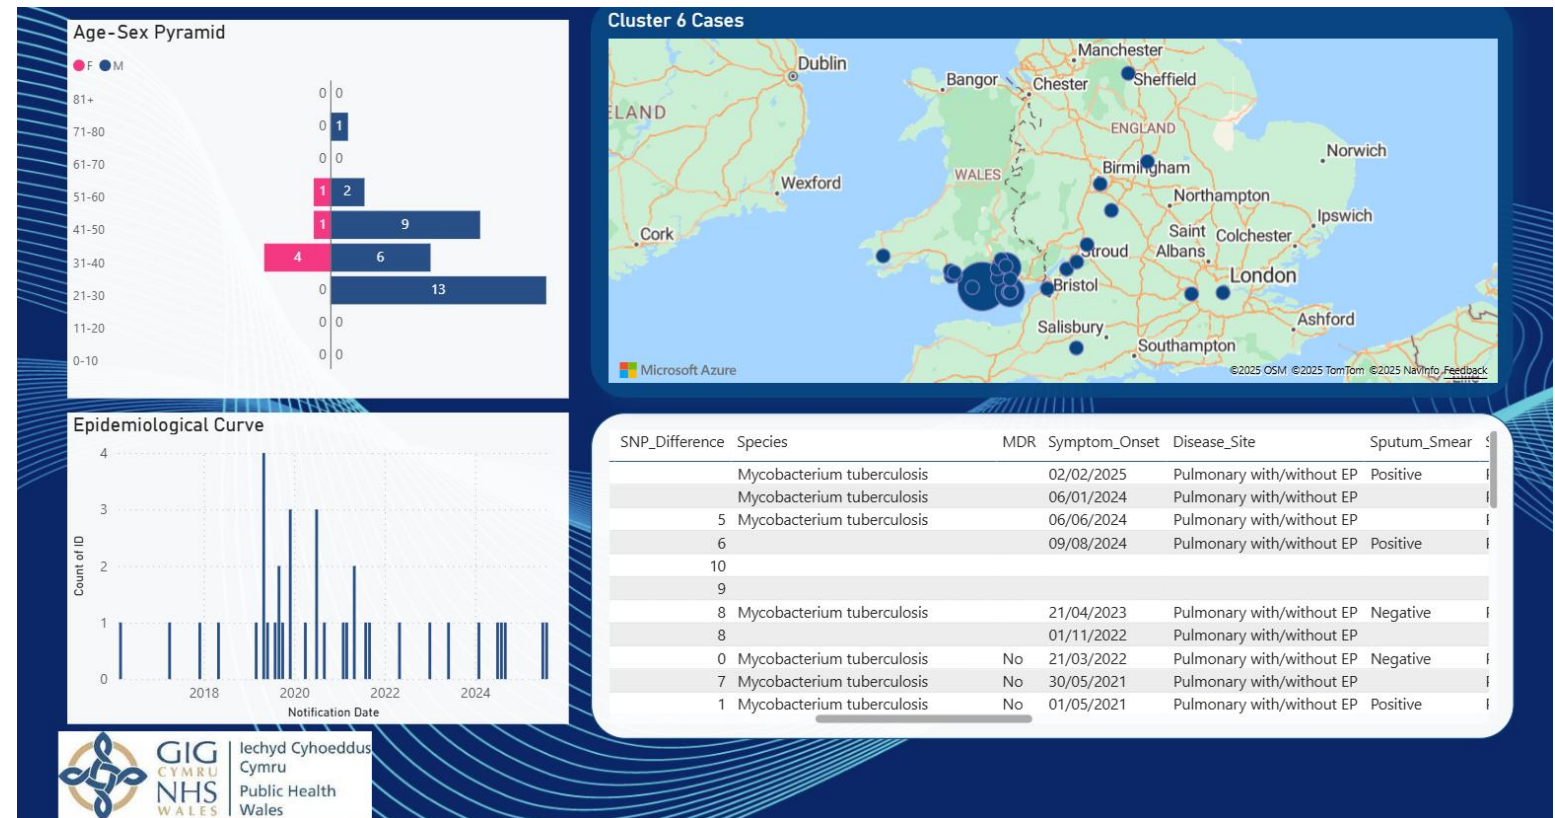 Age-Sex Pyramid
F M
81+ 0 0
71-80 0 1
61-70 0 0
51-60 1 2
41-50 1 9
31-40 4 6
21-30 0 13
11-20 0 0
0-10 0 0
Epidemiological Curve
Count of ID
4
3
2
1
0
2018 2020 2022 2024
Notification Date
GIG
CYMRU
NHS
WALES
Iechyd Cyhoeddus
Cymru
Public Health
Wales
Cluster 6 Cases
Manchester
Dublin
Bangor
Chester
Sheffield
ELAND
ENGLAND
Norwich
Birmingham
WALES
Wexford
Northampton
Ipswich
Cork
Saint Albans
Colchester
Stroud
London
Bristol
Ashford
Salisbury
Southampton
Microsoft Azure
©2025 OSM ©2025 TomTom ©2025 NavInfo Feedback
SNP_Difference Species MDR Symptom_Onset Disease_Site Sputum_Smear
Mycobacterium tuberculosis 02/02/2025 Pulmonary with/without EP Positive
Mycobacterium tuberculosis 06/01/2024 Pulmonary with/without EP
5 Mycobacterium tuberculosis 06/06/2024 Pulmonary with/without EP
6 09/08/2024 Pulmonary with/without EP Positive
10
9
8 Mycobacterium tuberculosis 21/04/2023 Pulmonary with/without EP Negative
8 01/11/2022 Pulmonary with/without EP
0 Mycobacterium tuberculosis No 21/03/2022 Pulmonary with/without EP Negative
7 Mycobacterium tuberculosis No 30/05/2021 Pulmonary with/without EP
1 Mycobacterium tuberculosis No 01/05/2021 Pulmonary with/without EP Positive